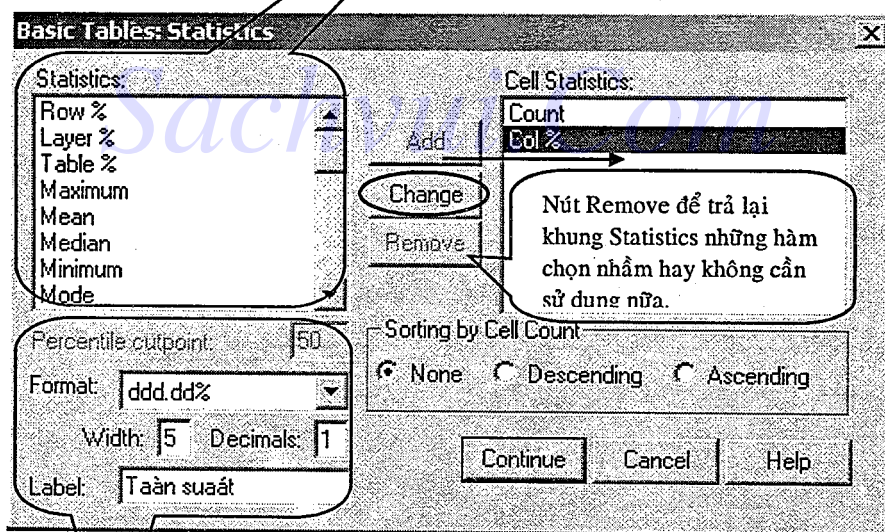 Basic Tables: Statistics
Statistics:
Row %
Layer %
Table %
Maximum
Mean
Median
Minimum
Mode
Add
Change
Remove
Cell Statistics:
Count
Col %
Nút Remove để trả lại
khung Statistics những hàm
chọn nhầm hay không cần
sử dụng nữa.
Percentile cutpoint: 50
Format: ddd.dd%
Width: 5 Decimals: 1
Label: Taàn suaát
Sorting by Cell Count
None Descending Ascending
Continue Cancel Help
Sachvui.Com